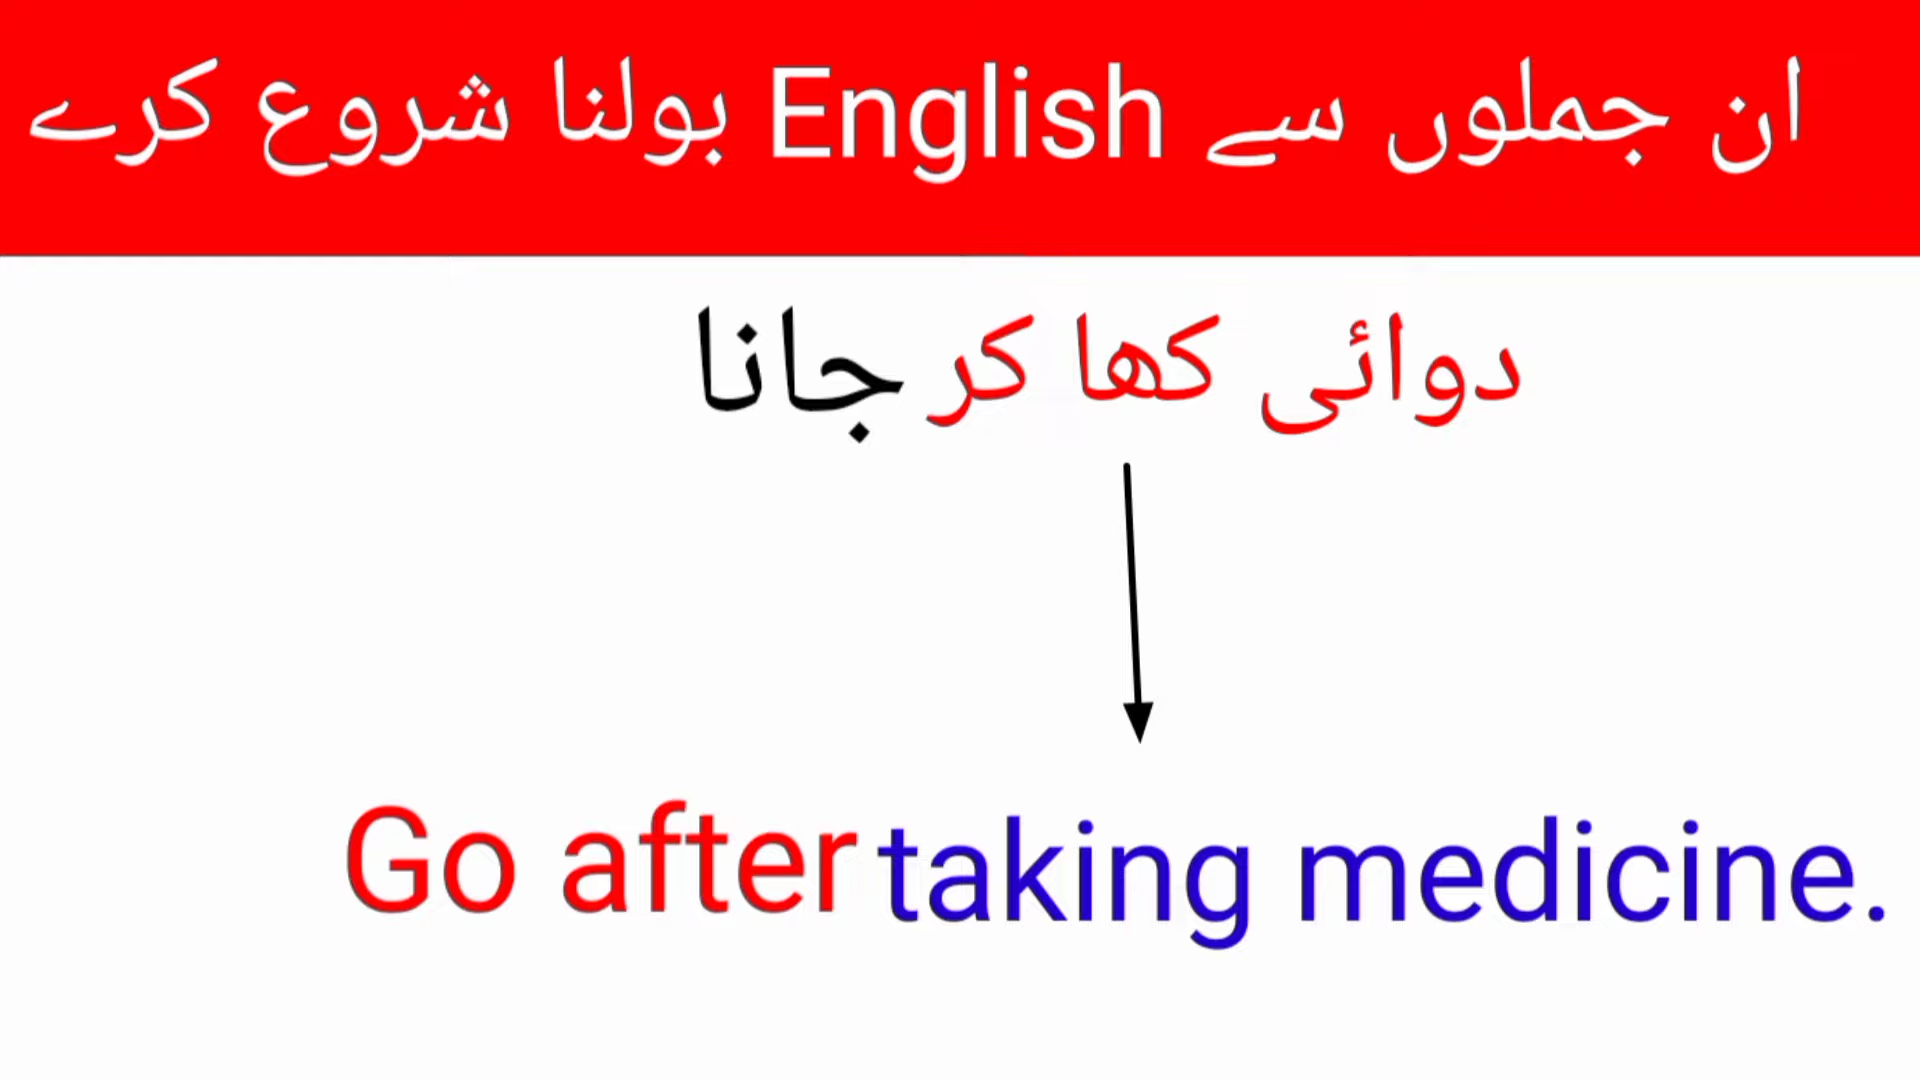 ان جملوں سے English بولنا شروع کرے
دوائی کھا کر جانا
Go after taking medicine.